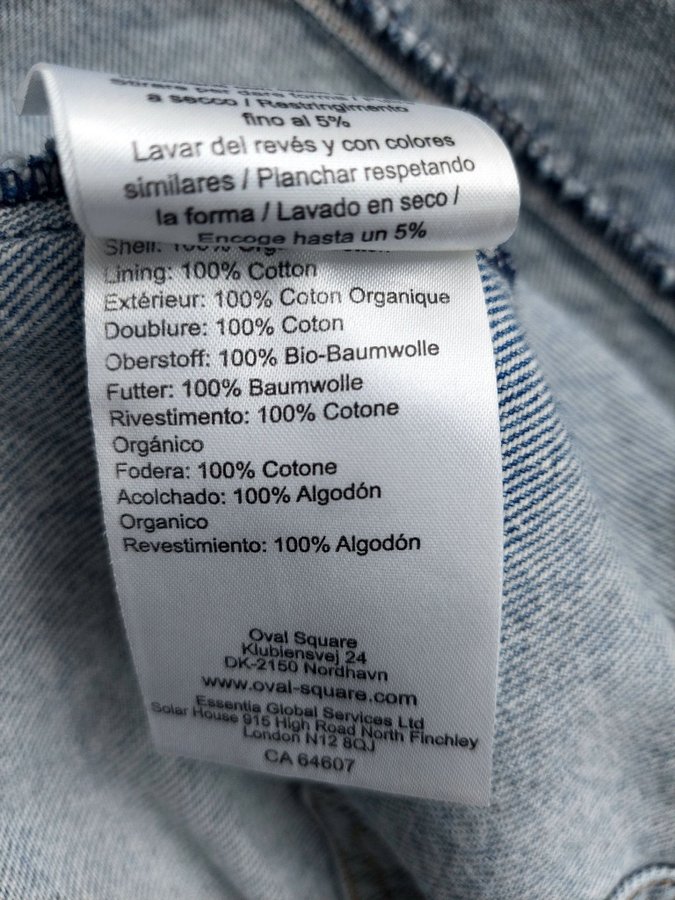 a secco / Restringimento
fino al 5%
Lavar del revés y con colores
similares / Planchar respetando
la forma / Lavado en seco /
Encoge hasta un 5%
Shell:
Lining: 100% Cotton
Extérieur: 100% Coton Organique
Doublure: 100% Coton
Oberstoff: 100% Bio-Baumwolle
Futter: 100% Baumwolle
Rivestimento: 100% Cotone
Orgánico
Fodera: 100% Cotone
Acolchado: 100% Algodón
Organico
Revestimiento: 100% Algodón
Oval Square
Klubiensvej 24
DK-2150 Nordhavn
www.oval-square.com
Essentia Global Services Ltd
Solar House 915 High Road North Finchley
London N12 8QJ
CA 64607